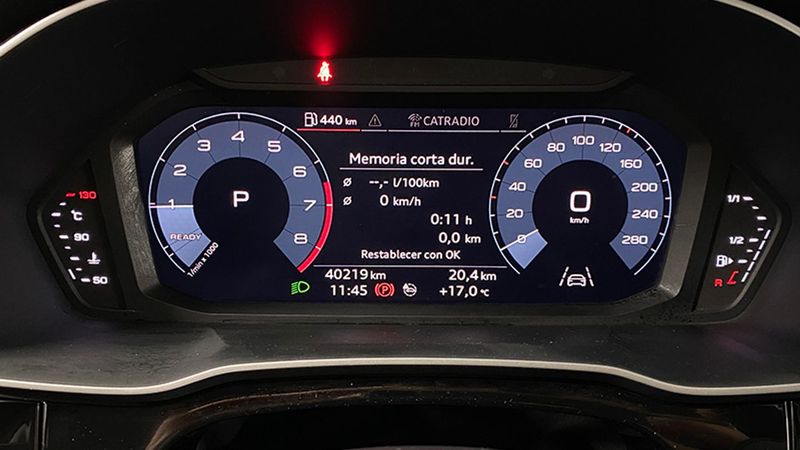 440 km
FM CATRADIO
Memoria corta dur.
Ø --,- l/100km
Ø 0 km/h
0:11 h
0,0 km
Restablecer con OK
40219 km 20,4 km
11:45 +17,0 °C
READY 1 2 3 4 5 6 7 8
1/min x 1000
P
0 20 40 60 80 100 120 160 200 240 280
0
km/h
130
°C
90
50
1/1
1/2
R